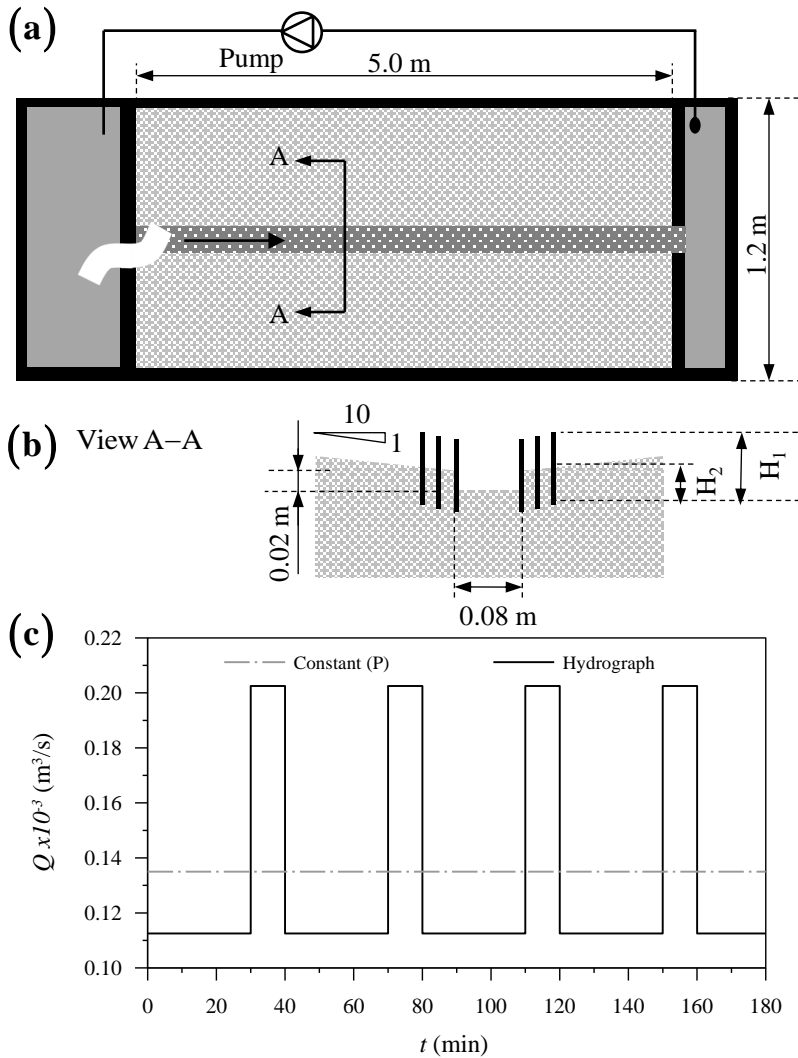 (a)
Pump
5.0 m
A
A
1.2 m
(b) View A–A
10
1
0.02 m
0.08 m
H2
H1
(c)
0.22
0.20
0.18
0.16
0.14
0.12
0.10
Q x10-3 (m3/s)
Constant (P)
Hydrograph
0 20 40 60 80 100 120 140 160 180
t (min)